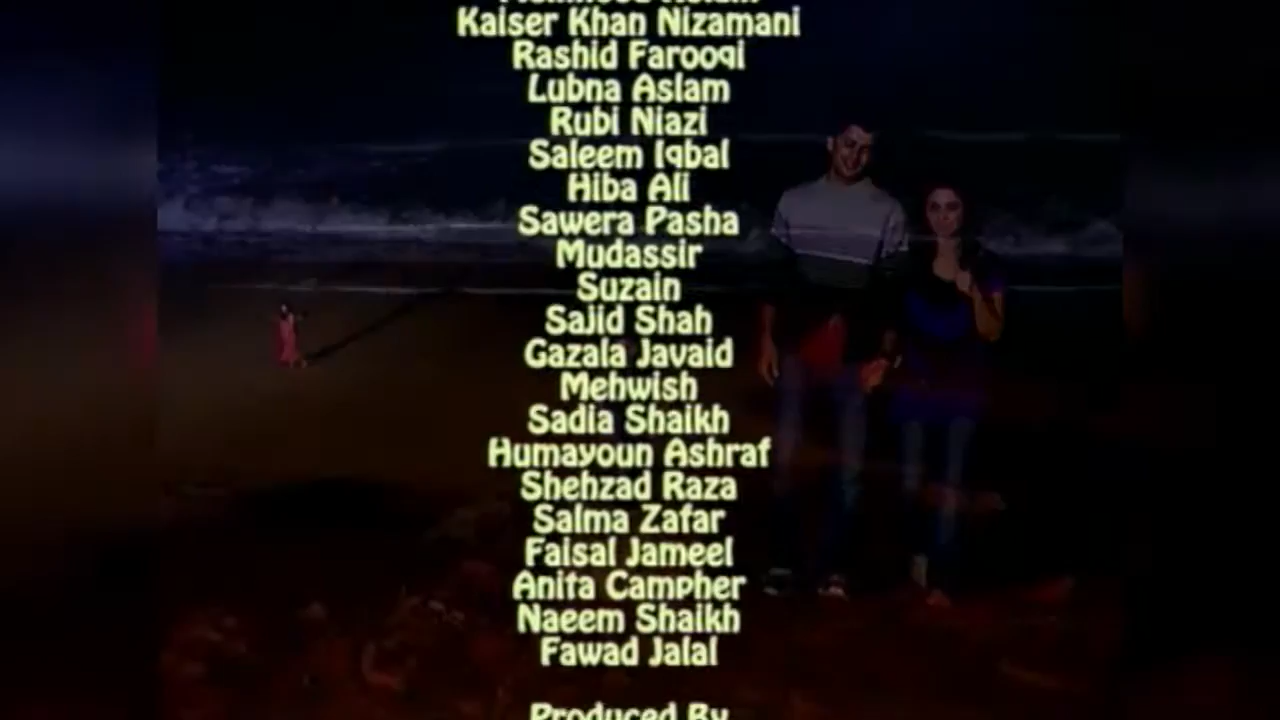 Kaiser Khan Nizamani
Rashid Farooqi
Lubna Aslam
Rubi Niazi
Saleem Iqbal
Hiba Ali
Sawera Pasha
Mudassir
Suzain
Sajid Shah
Gazala Javaid
Mehwish
Sadia Shaikh
Humayoun Ashraf
Shehzad Raza
Salma Zafar
Faisal Jameel
Anita Campher
Naeem Shaikh
Fawad Jalal
Produced By